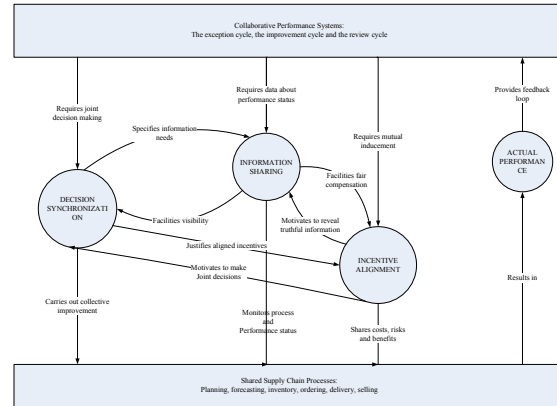 Collaborative Performance Systems:
The exception cycle, the improvement cycle and the review cycle
Requires joint
decision making
Requires data about
performance status
Provides feedback
loop
Specifies information
needs
Requires mutual
inducement
INFORMATION
SHARING
ACTUAL
PERFORMA
NCE
Facilities fair
compensation
DECISION
SYNCHRONIZATI
ON
Facilities visibility
Motivates to reveal
truthful information
Justifies aligned incentives
INCENTIVE
ALIGNMENT
Motivates to make
Joint decisions
Results in
Carries out collective
improvement
Monitors process
and
Performance status
Shares costs, risks
and benefits
Shared Supply Chain Processes:
Planning, forecasting, inventory, ordering, delivery, selling